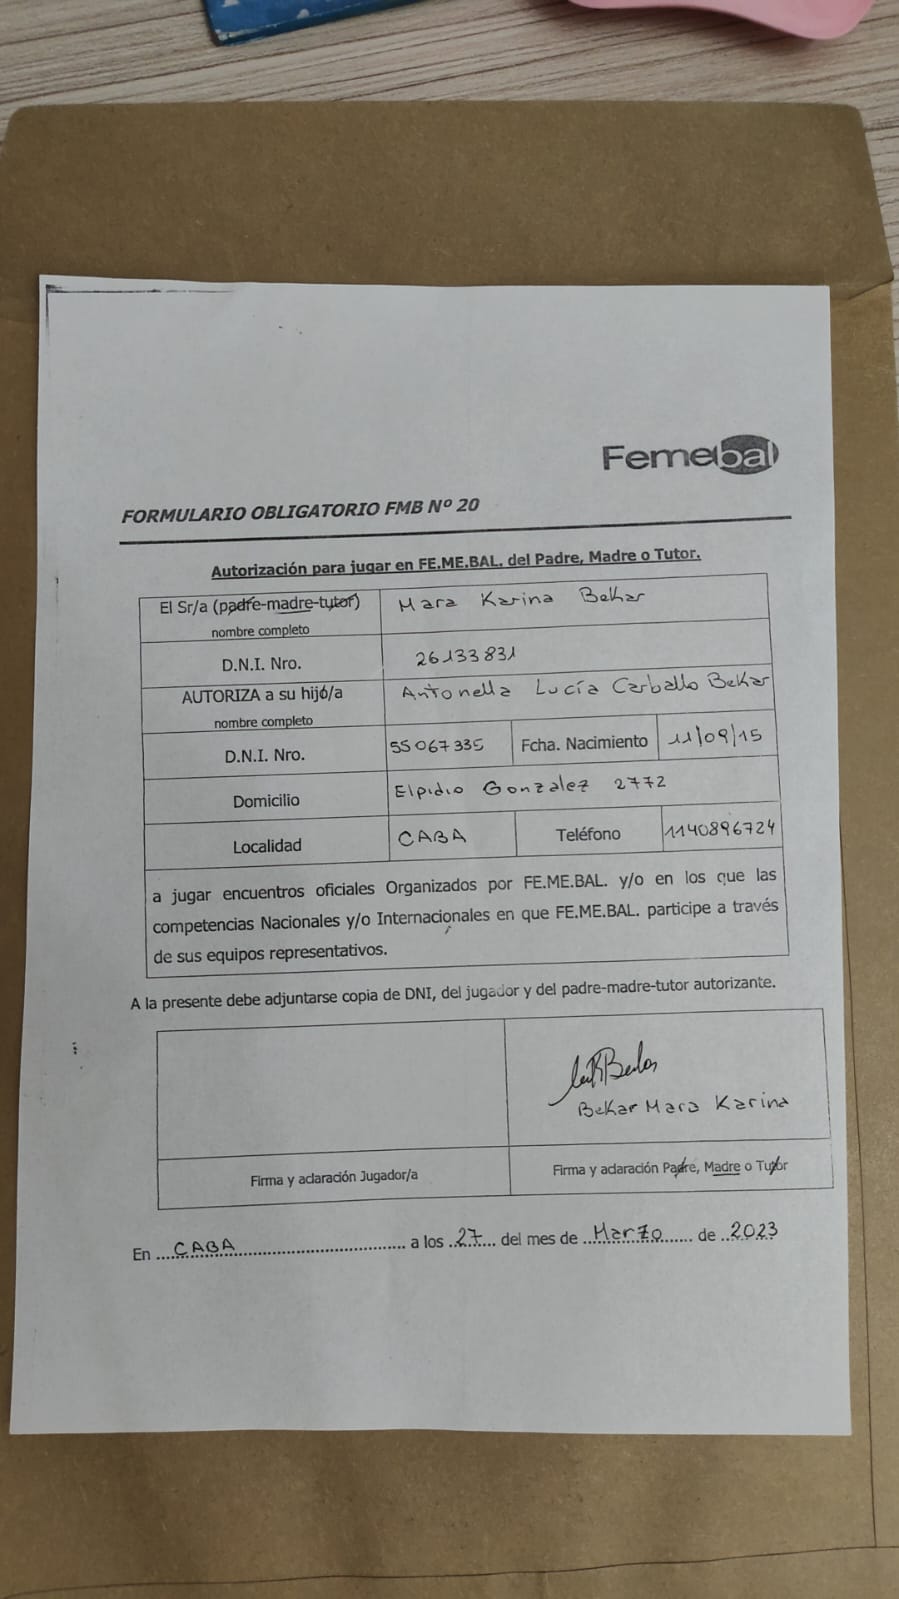 Femebal
FORMULARIO OBLIGATORIO FMB Nº 20
Autorización para jugar en FE.ME.BAL. del Padre, Madre o Tutor.
El Sr/a (padre-madre-tutor) Mara Karina Bekar
nombre completo
D.N.I. Nro. 26133831
AUTORIZA a su hijo/a Antonella Lucía Carballo Bekar
nombre completo
D.N.I. Nro. 55067335 Fcha. Nacimiento 11/09/15
Domicilio Elpidio Gonzalez 2772
Localidad CABA Teléfono 1140896724
a jugar encuentros oficiales Organizados por FE.ME.BAL. y/o en los que las
competencias Nacionales y/o Internacionales en que FE.ME.BAL. participe a través
de sus equipos representativos.
A la presente debe adjuntarse copia de DNI, del jugador y del padre-madre-tutor autorizante.
Bekar Mara Karina
Firma y aclaración Jugador/a Firma y aclaración Padre, Madre o Tutor
En CABA a los 27 del mes de Marzo de 2023